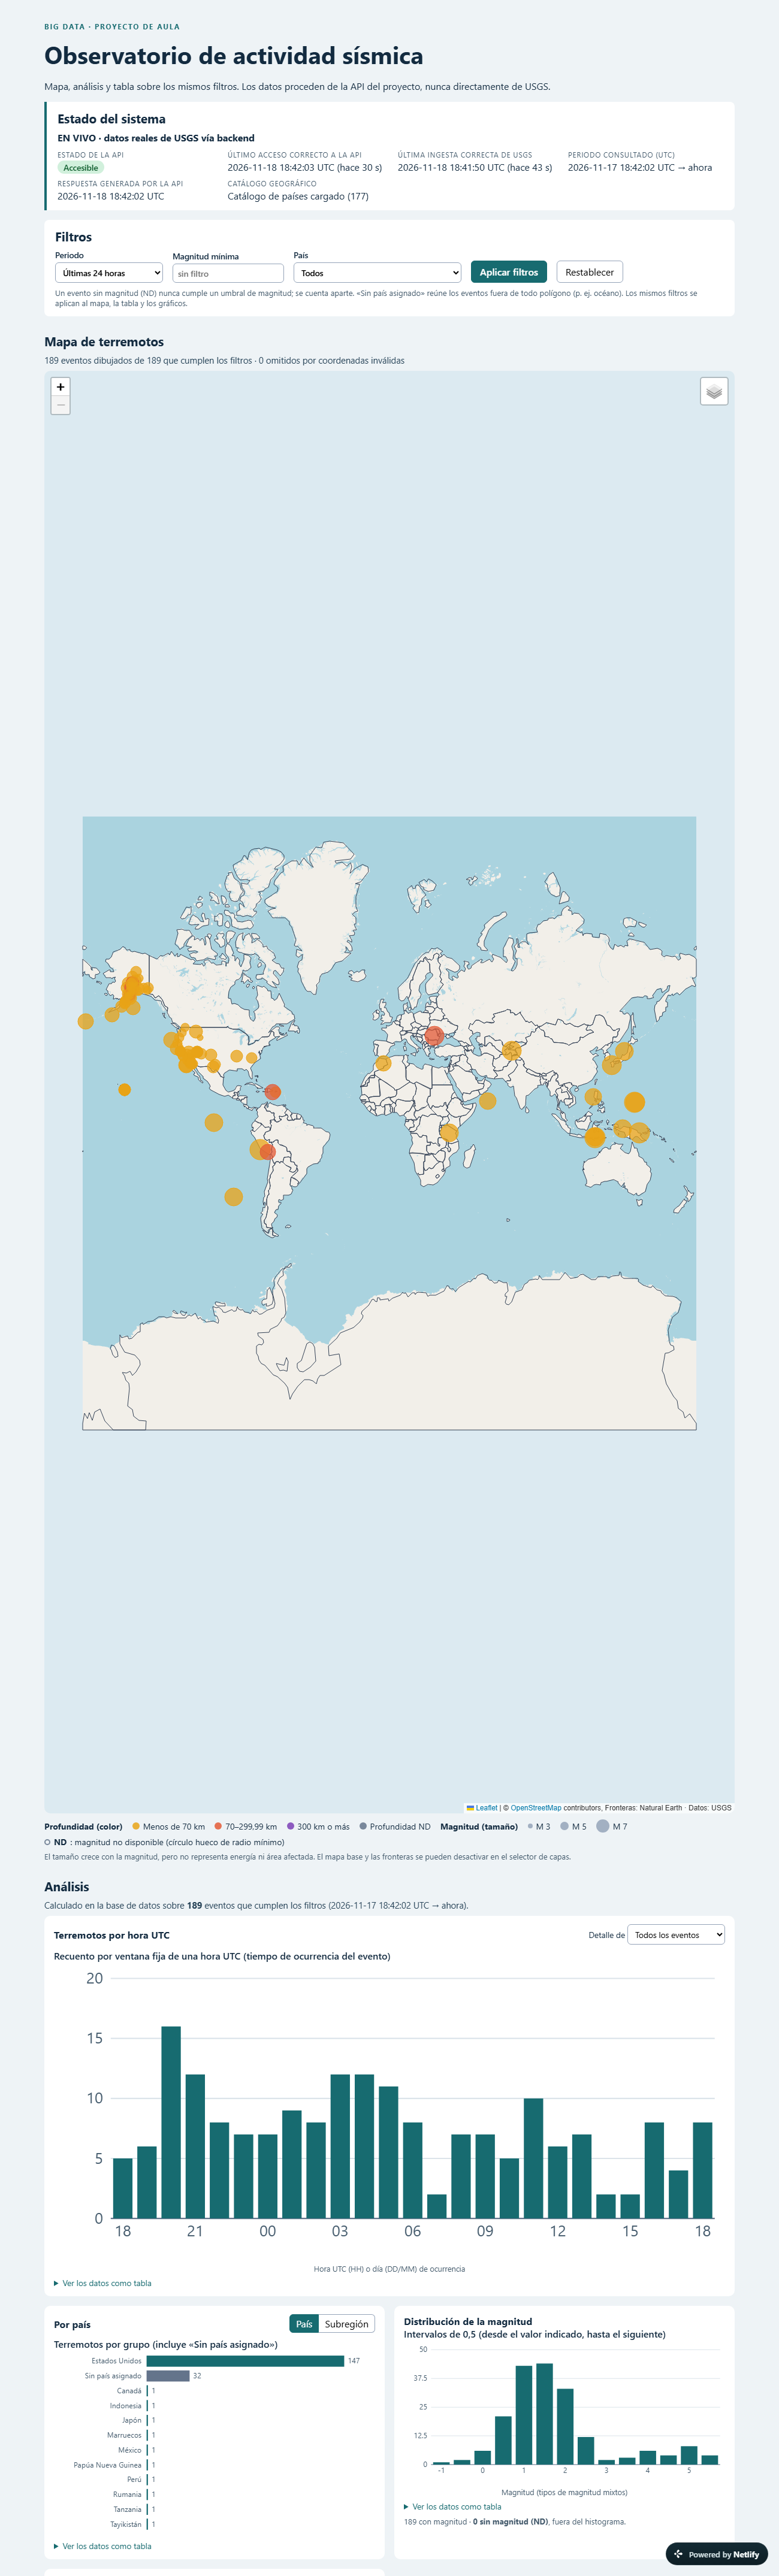 BIG DATA · PROYECTO DE AULA
Observatorio de actividad sísmica
Mapa, análisis y tabla sobre los mismos filtros. Los datos proceden de la API del proyecto, nunca directamente de USGS.
Estado del sistema
EN VIVO · datos reales de USGS vía backend
ESTADO DE LA API
Accesible
ÚLTIMO ACCESO CORRECTO A LA API
2026-11-18 18:42:03 UTC (hace 30 s)
ÚLTIMA INGESTA CORRECTA DE USGS
2026-11-18 18:41:50 UTC (hace 43 s)
PERIODO CONSULTADO (UTC)
2026-11-17 18:42:02 UTC → ahora
RESPUESTA GENERADA POR LA API
2026-11-18 18:42:02 UTC
CATÁLOGO GEOGRÁFICO
Catálogo de países cargado (177)
Filtros
Periodo
Últimas 24 horas
Magnitud mínima
sin filtro
País
Todos
Aplicar filtros
Restablecer
Un evento sin magnitud (ND) nunca cumple un umbral de magnitud; se cuenta aparte. «Sin país asignado» reúne los eventos fuera de todo polígono (p. ej. océano). Los mismos filtros se
aplican al mapa, la tabla y los gráficos.
Mapa de terremotos
189 eventos dibujados de 189 que cumplen los filtros · 0 omitidos por coordenadas inválidas
+
−
Leaflet | © OpenStreetMap contributors, Fronteras: Natural Earth · Datos: USGS
Profundidad (color) Menos de 70 km 70–299,99 km 300 km o más Profundidad ND Magnitud (tamaño) M 3 M 5 M 7
ND : magnitud no disponible (círculo hueco de radio mínimo)
El tamaño crece con la magnitud, pero no representa energía ni área afectada. El mapa base y las fronteras se pueden desactivar en el selector de capas.
Análisis
Calculado en la base de datos sobre 189 eventos que cumplen los filtros (2026-11-17 18:42:02 UTC → ahora).
Terremotos por hora UTC
Detalle de Todos los eventos
Recuento por ventana fija de una hora UTC (tiempo de ocurrencia del evento)
20
15
10
5
0
18 21 00 03 06 09 12 15 18
Hora UTC (HH) o día (DD/MM) de ocurrencia
Ver los datos como tabla
Por país
País Subregión
Terremotos por grupo (incluye «Sin país asignado»)
Estados Unidos 147
Sin país asignado 32
Canadá 1
Indonesia 1
Japón 1
Marruecos 1
México 1
Papúa Nueva Guinea 1
Perú 1
Rumania 1
Tanzania 1
Tayikistán 1
Ver los datos como tabla
Distribución de la magnitud
Intervalos de 0,5 (desde el valor indicado, hasta el siguiente)
50
37.5
25
12.5
0
-1 0 1 2 3 4 5
Magnitud (tipos de magnitud mixtos)
Ver los datos como tabla
189 con magnitud · 0 sin magnitud (ND), fuera del histograma.
Powered by Netlify